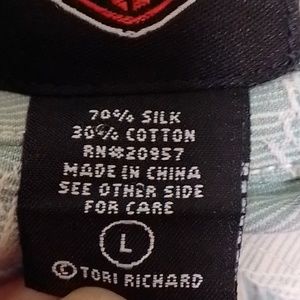 70% SILK
30% COTTON
RN#20957
MADE IN CHINA
SEE OTHER SIDE
FOR CARE
L
© TORI RICHARD